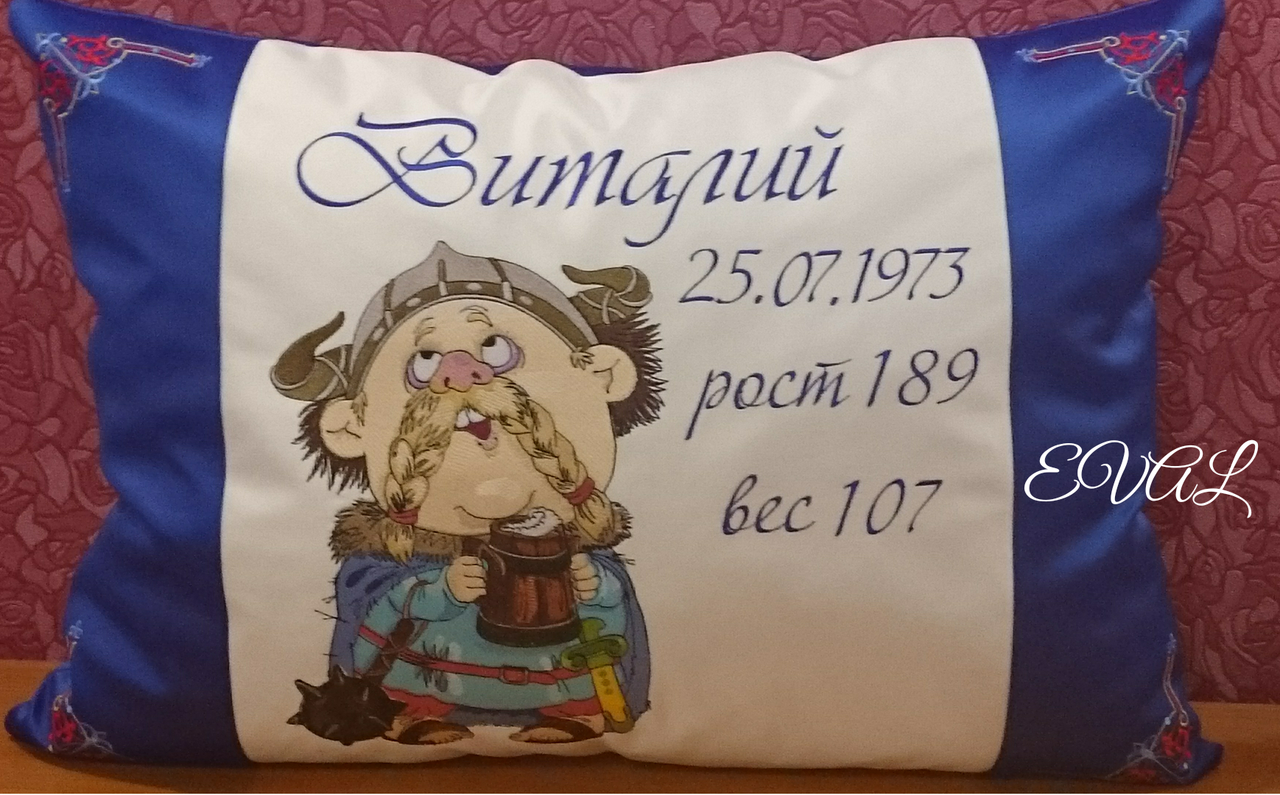 Виталий
25.07.1973
рост 189
вес 107
EVAL